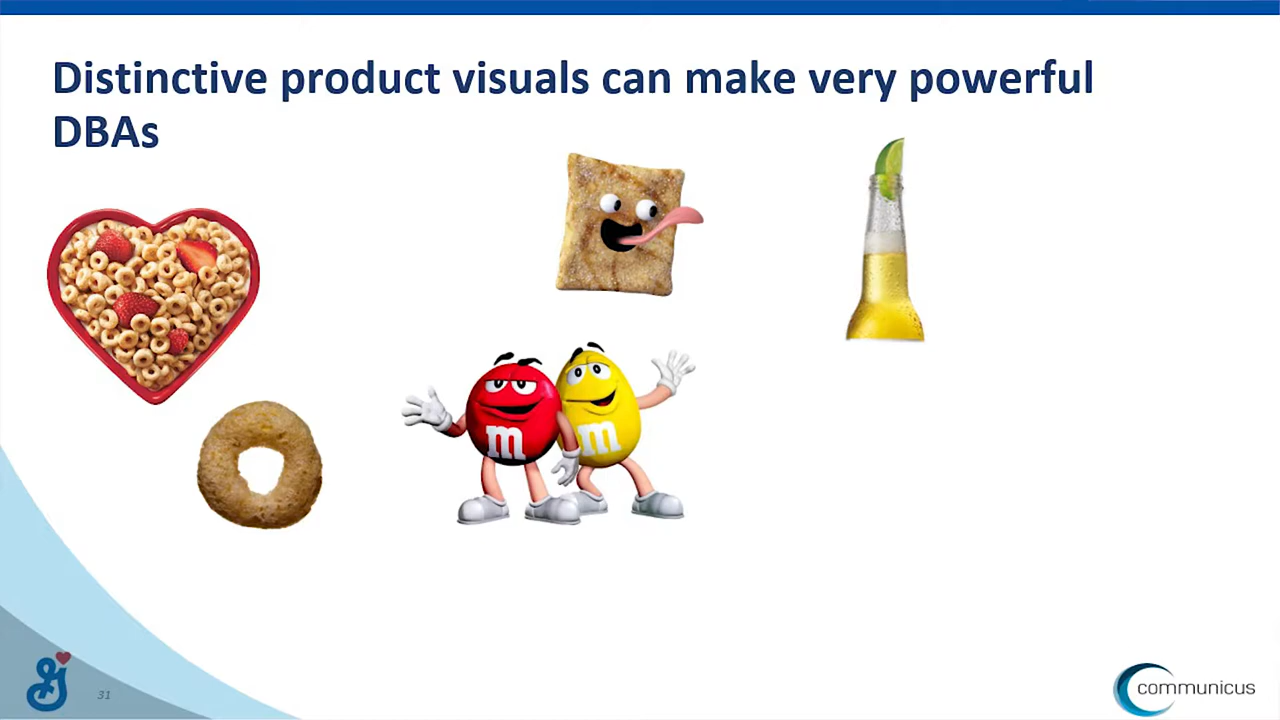 Distinctive product visuals can make very powerful
DBAs
m
m
G
31
communicus